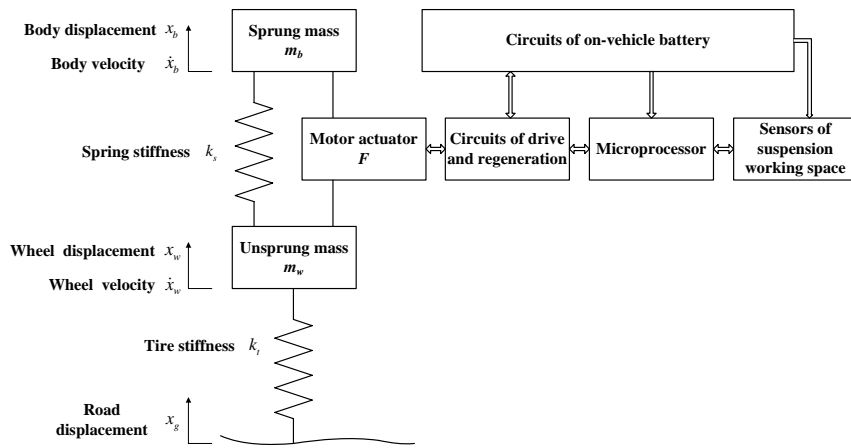 Body displacement x_b
Body velocity ẋ_b
Sprung mass
m_b
Circuits of on-vehicle battery
Spring stiffness k_s
Motor actuator
F
Circuits of drive
and regeneration
Microprocessor
Sensors of
suspension
working space
Wheel displacement x_w
Wheel velocity ẋ_w
Unsprung mass
m_w
Tire stiffness k_t
Road
displacement x_g